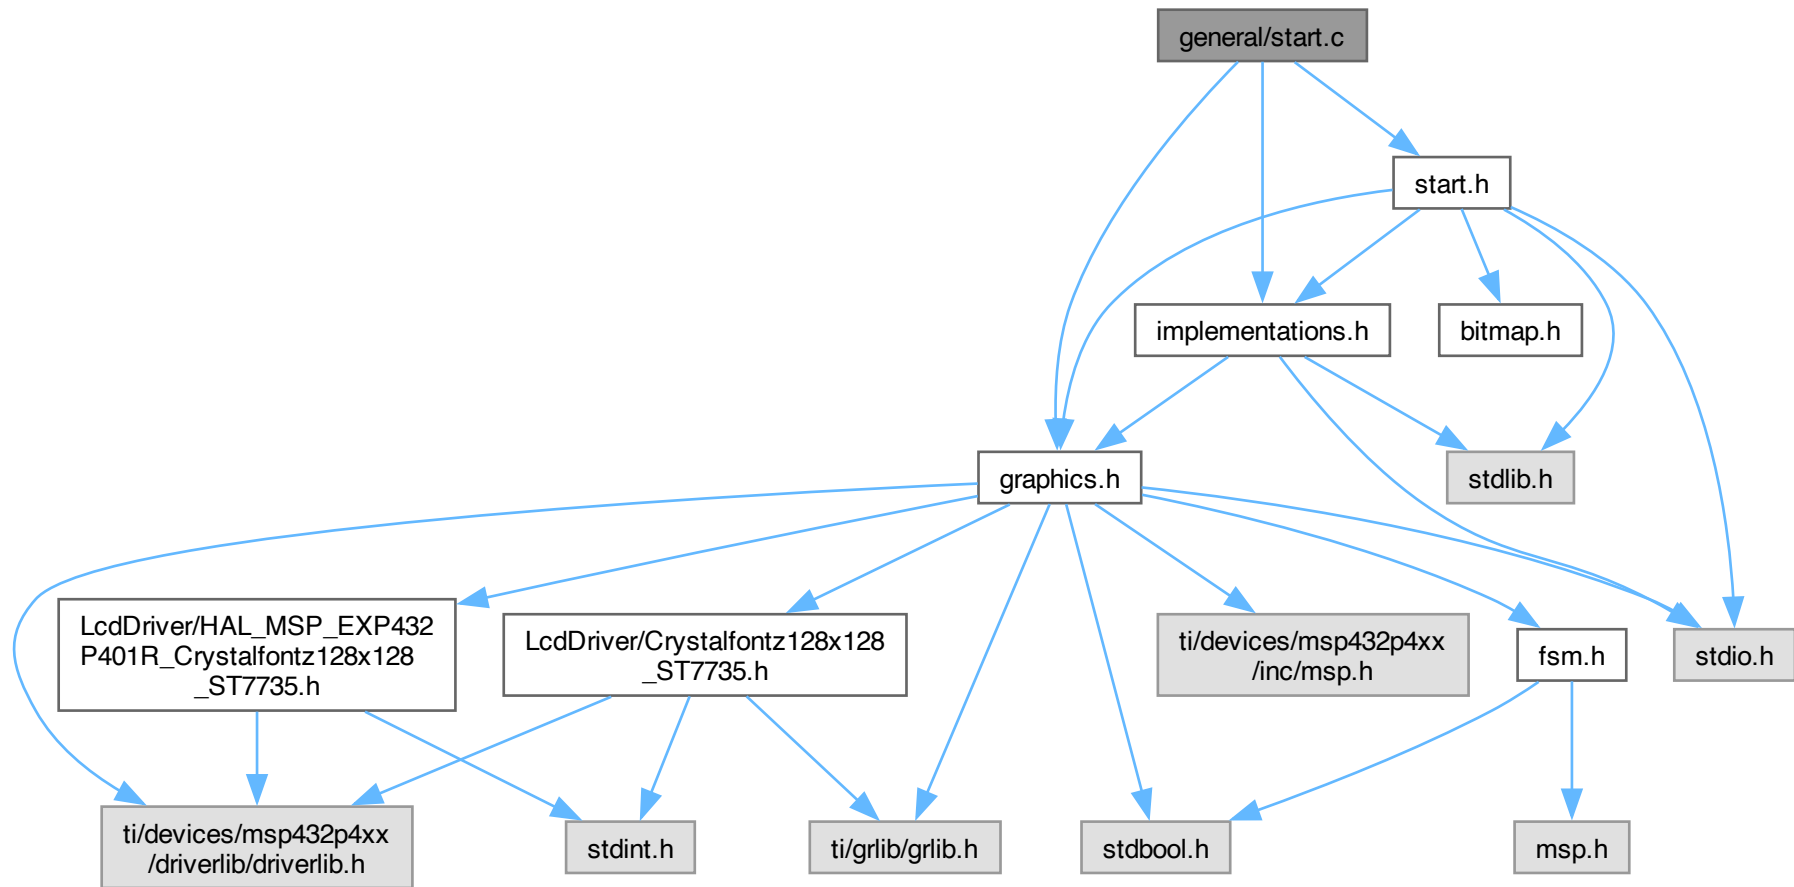 general/start.c
start.h
implementations.h
bitmap.h
graphics.h
stdlib.h
LcdDriver/HAL_MSP_EXP432
P401R_Crystalfontz128x128
_ST7735.h
LcdDriver/Crystalfontz128x128
_ST7735.h
ti/devices/msp432p4xx
/inc/msp.h
fsm.h
stdio.h
ti/devices/msp432p4xx
/driverlib/driverlib.h
stdint.h
ti/grlib/grlib.h
stdbool.h
msp.h